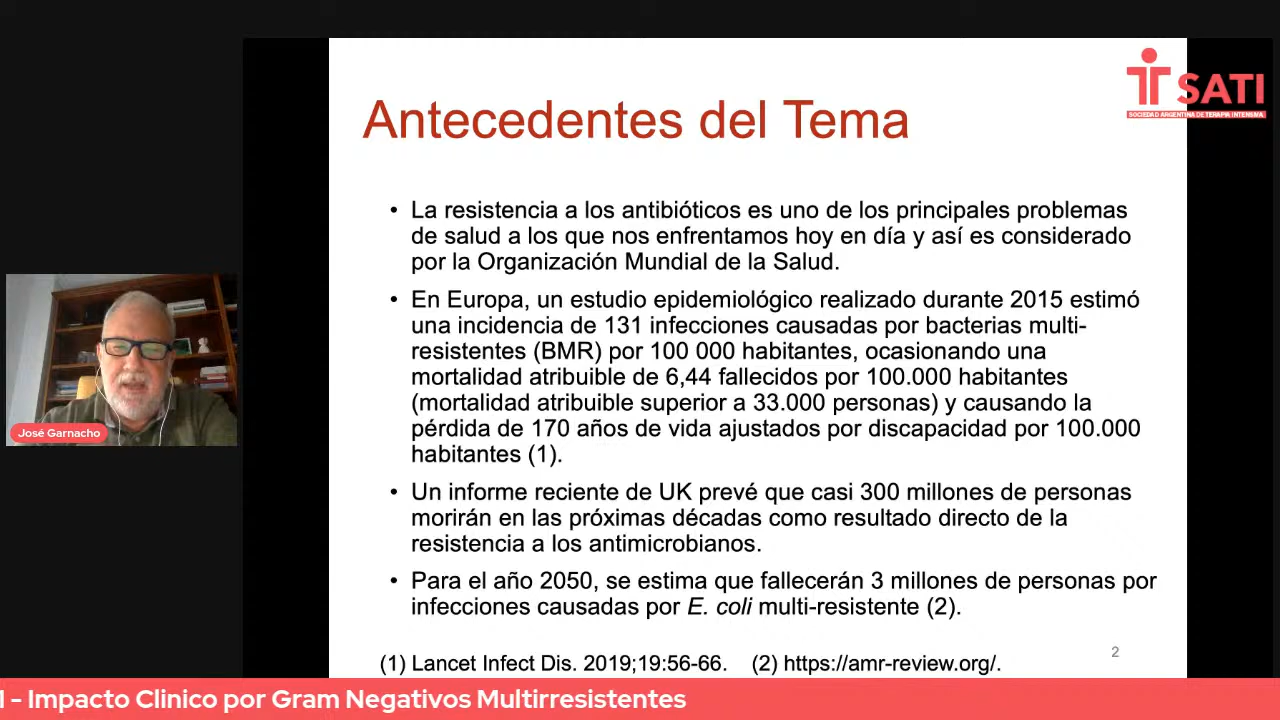 SATI
SOCIEDAD ARGENTINA DE TERAPIA INTENSIVA
Antecedentes del Tema
• La resistencia a los antibióticos es uno de los principales problemas
de salud a los que nos enfrentamos hoy en día y así es considerado
por la Organización Mundial de la Salud.
• En Europa, un estudio epidemiológico realizado durante 2015 estimó
una incidencia de 131 infecciones causadas por bacterias multi-
resistentes (BMR) por 100 000 habitantes, ocasionando una
mortalidad atribuible de 6,44 fallecidos por 100.000 habitantes
(mortalidad atribuible superior a 33.000 personas) y causando la
pérdida de 170 años de vida ajustados por discapacidad por 100.000
habitantes (1).
• Un informe reciente de UK prevé que casi 300 millones de personas
morirán en las próximas décadas como resultado directo de la
resistencia a los antimicrobianos.
• Para el año 2050, se estima que fallecerán 3 millones de personas por
infecciones causadas por E. coli multi-resistente (2).
(1) Lancet Infect Dis. 2019;19:56-66. (2) https://amr-review.org/.
2
José Garnacho
- Impacto Clinico por Gram Negativos Multirresistentes